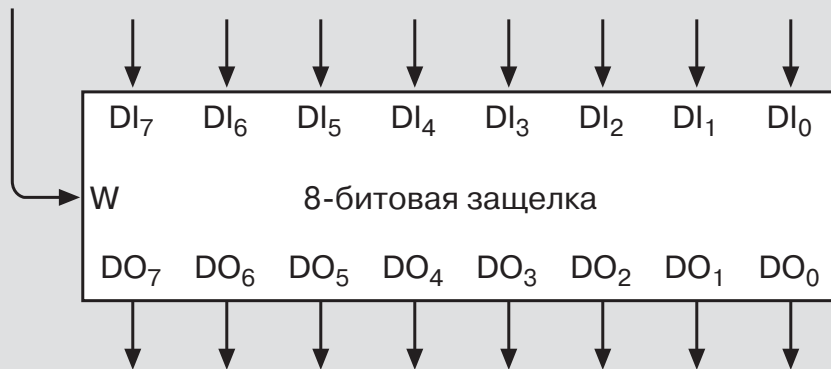 DI₇ DI₆ DI₅ DI₄ DI₃ DI₂ DI₁ DI₀
W 8-битовая защелка
DO₇ DO₆ DO₅ DO₄ DO₃ DO₂ DO₁ DO₀